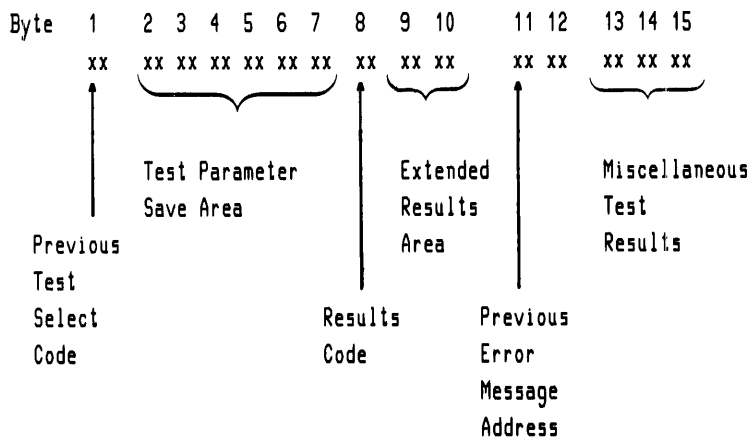 Byte 1 2 3 4 5 6 7 8 9 10 11 12 13 14 15
xx xx xx xx xx xx xx xx xx xx xx xx xx xx xx
Test Parameter
Save Area
Extended
Results
Area
Miscellaneous
Test
Results
Previous
Test
Select
Code
Results
Code
Previous
Error
Message
Address